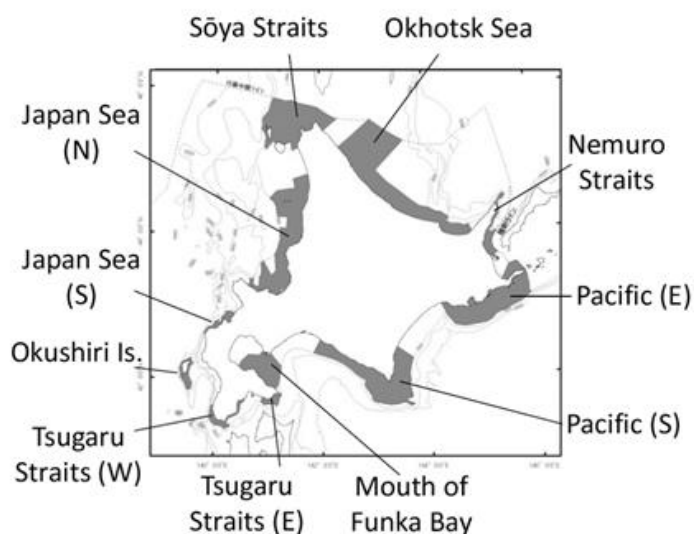 Sōya Straits
Okhotsk Sea
Japan Sea
(N)
Nemuro
Straits
Japan Sea
(S)
Pacific (E)
Okushiri Is.
Pacific (S)
Tsugaru
Straits (W)
Tsugaru
Straits (E)
Mouth of
Funka Bay